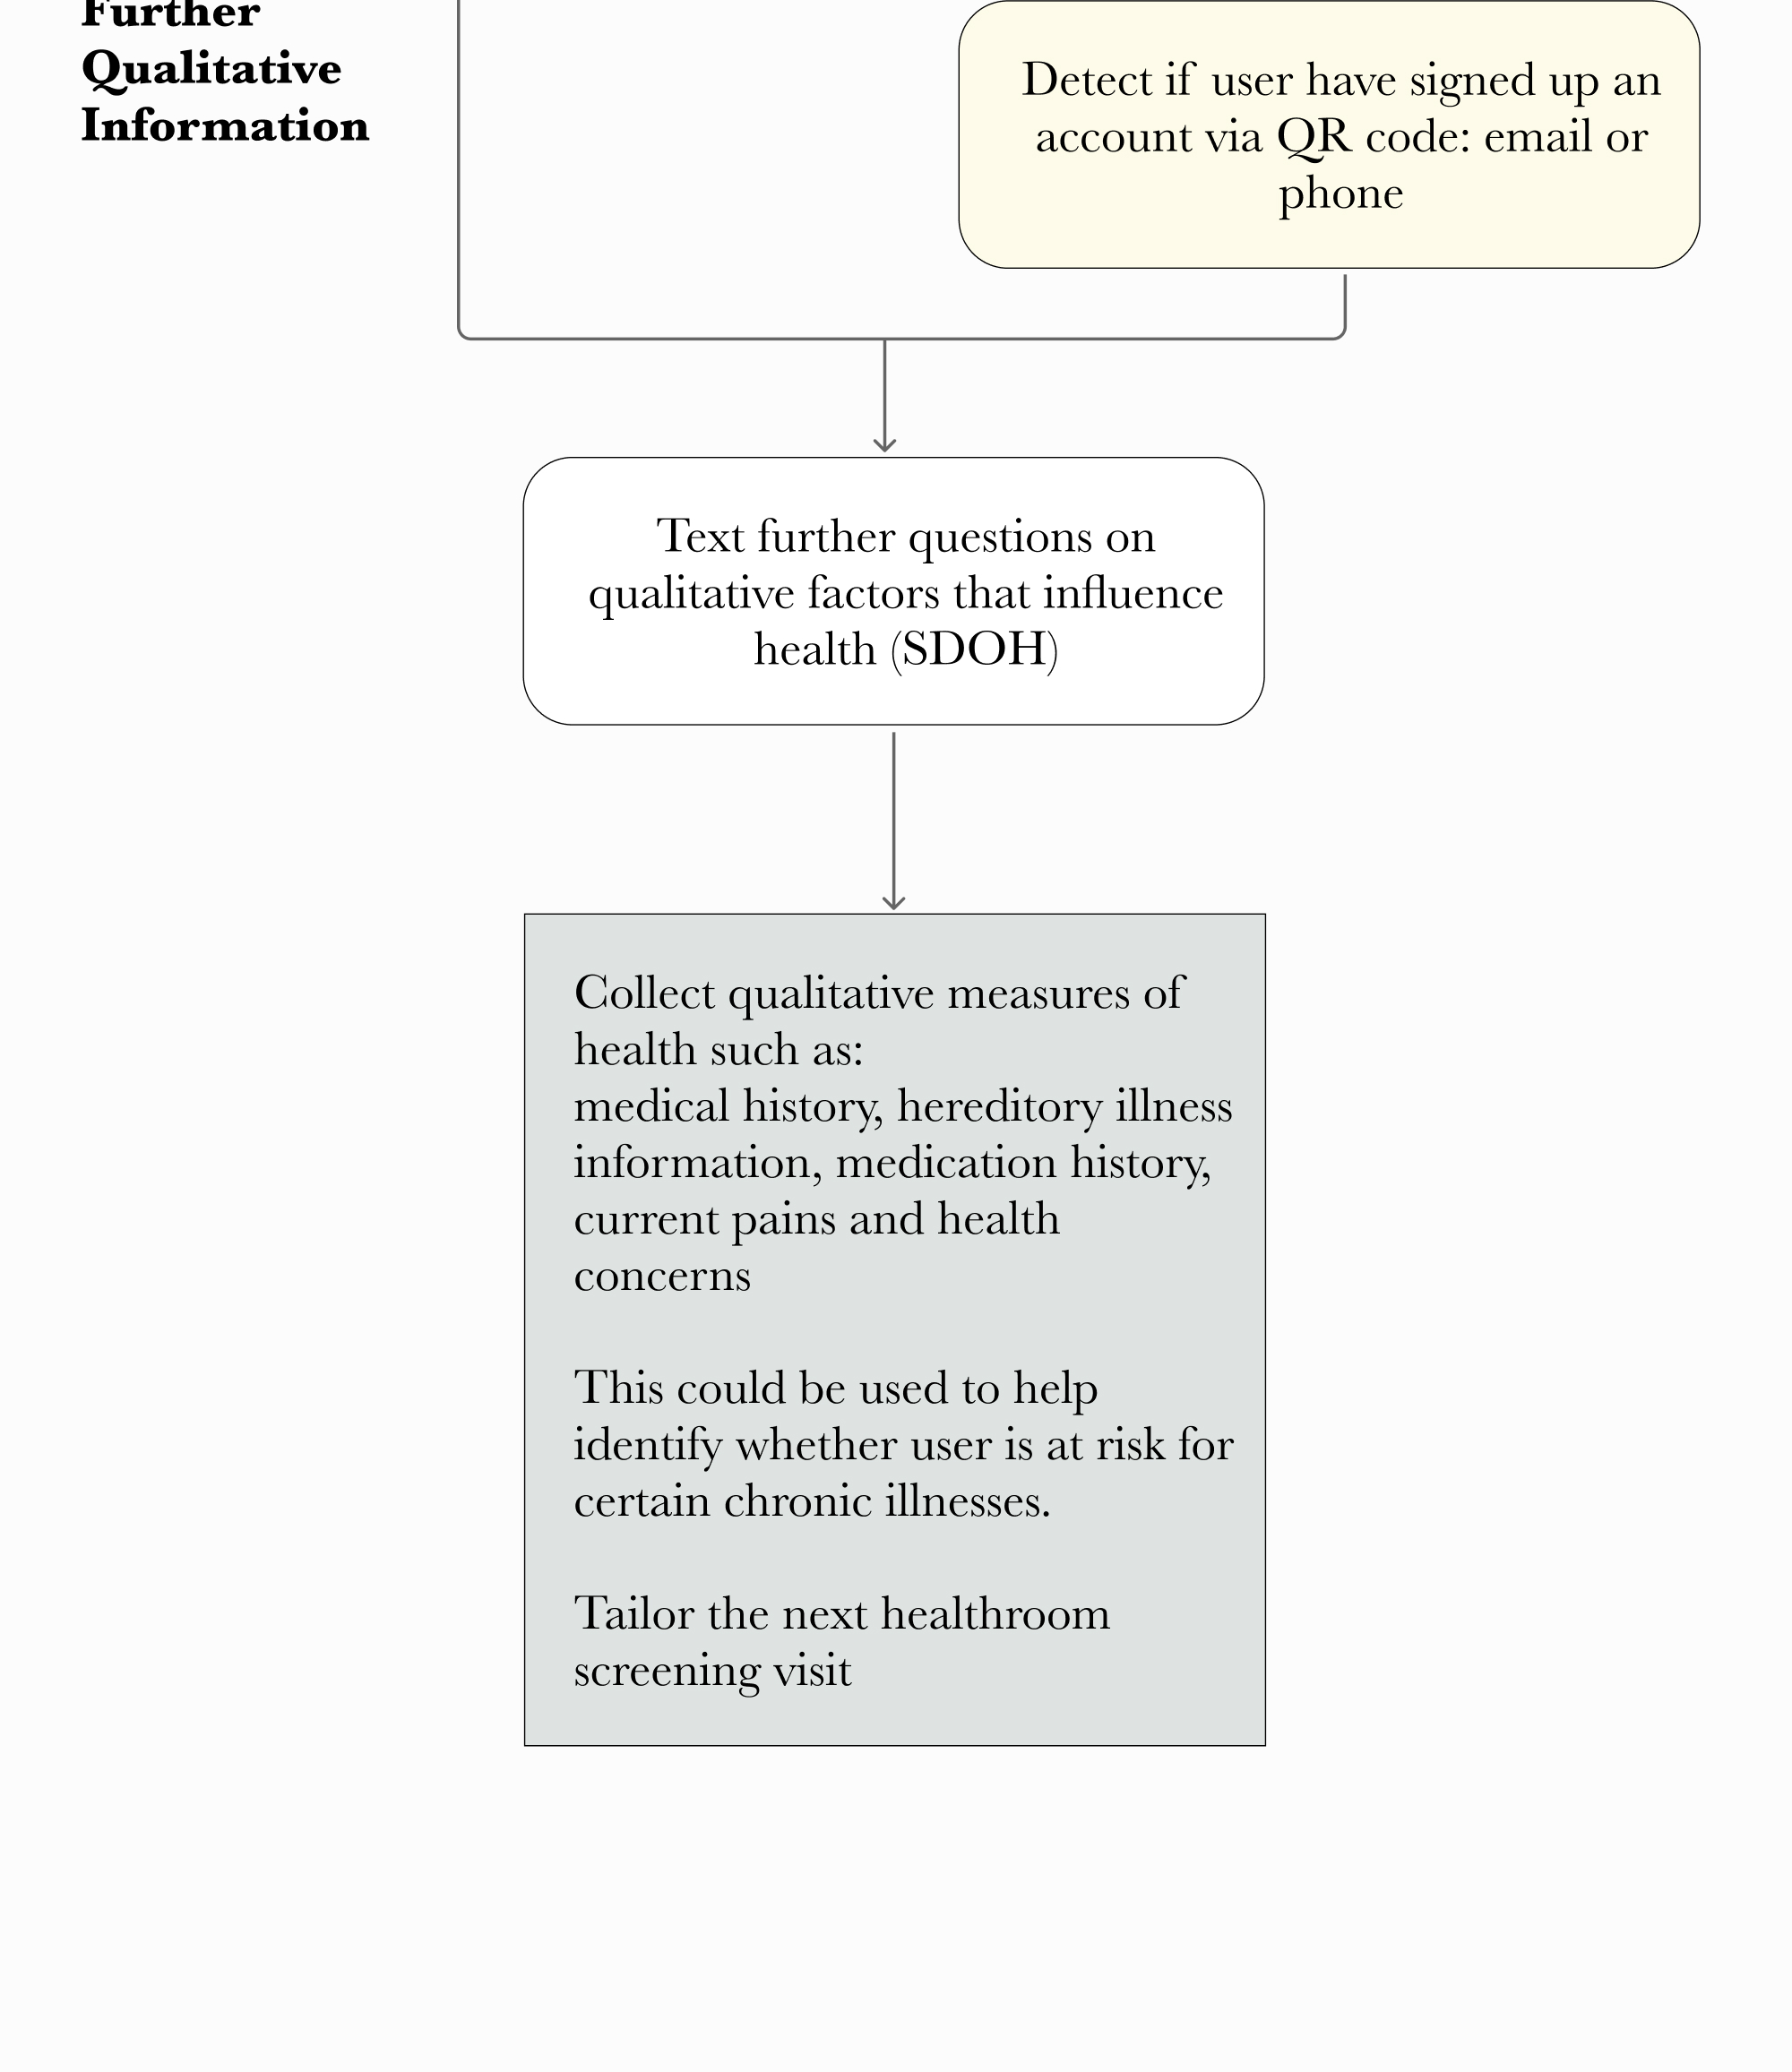 Further
Qualitative
Information
Detect if user have signed up an
account via QR code: email or
phone
Text further questions on
qualitative factors that influence
health (SDOH)
Collect qualitative measures of
health such as:
medical history, hereditory illness
information, medication history,
current pains and health
concerns
This could be used to help
identify whether user is at risk for
certain chronic illnesses.
Tailor the next healthroom
screening visit